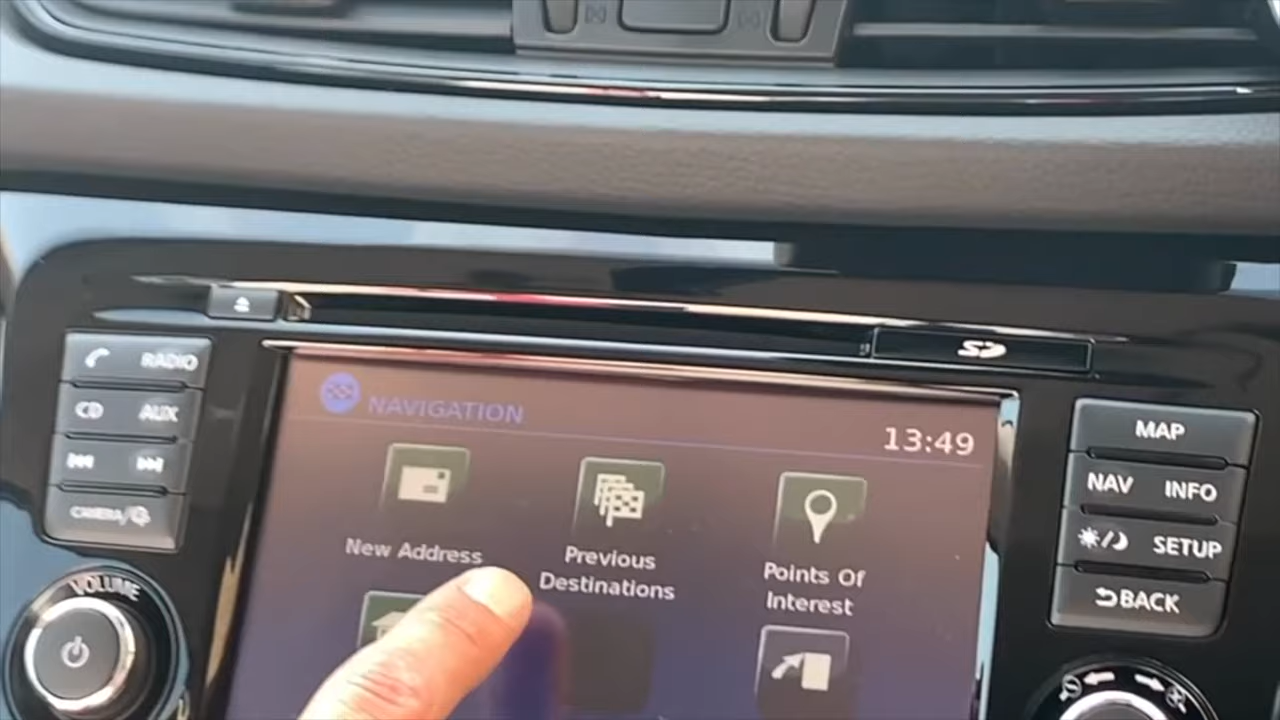 SD
RADIO
CD AUX
CAMERA/
VOLUME
NAVIGATION
13:49
New Address
Previous
Destinations
Points Of
Interest
MAP
NAV INFO
SETUP
BACK